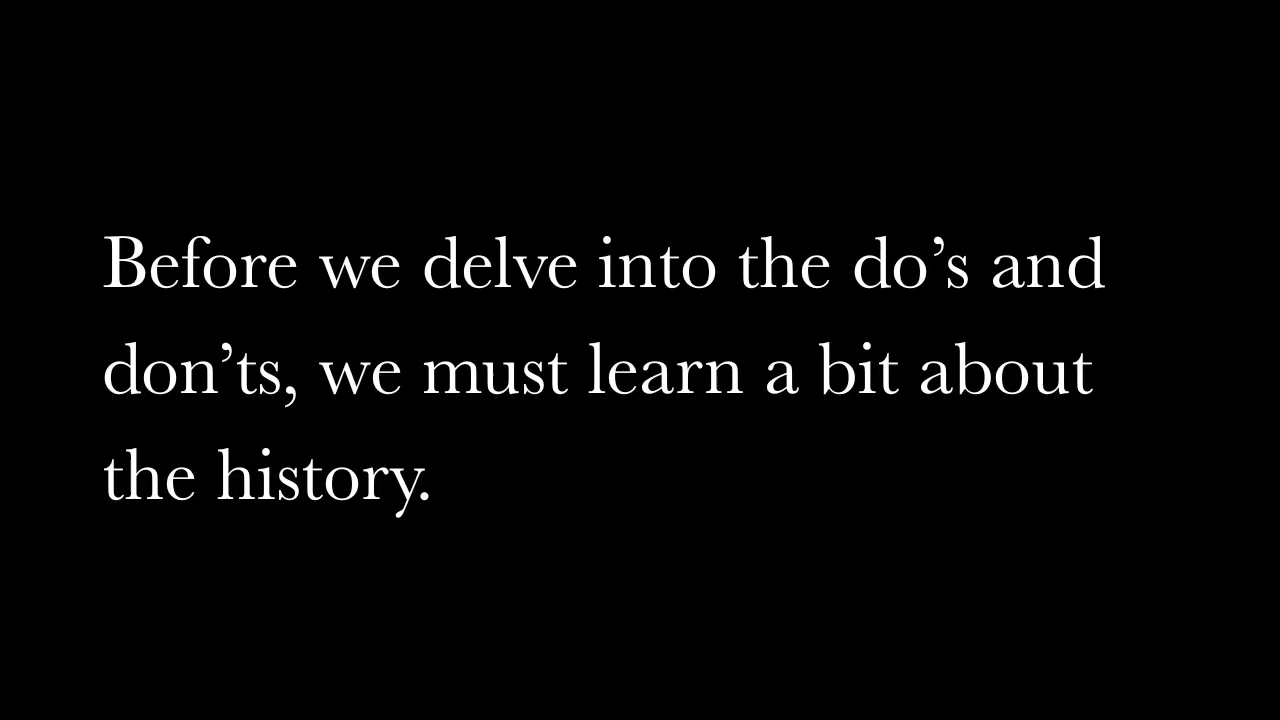 Before we delve into the do’s and
don’ts, we must learn a bit about
the history.